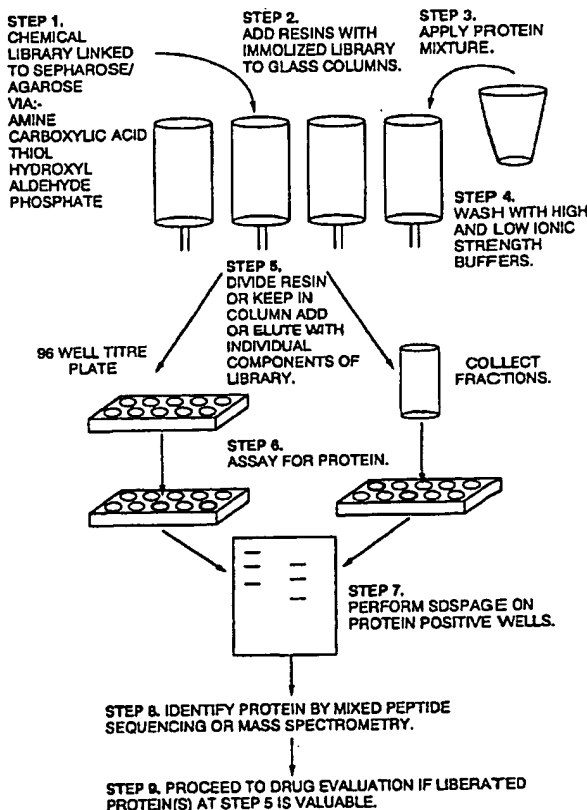 STEP 1.
CHEMICAL
LIBRARY LINKED
TO SEPHAROSE/
AGAROSE
VIA:-
AMINE
CARBOXYLIC ACID
THIOL
HYDROXYL
ALDEHYDE
PHOSPHATE
STEP 2.
ADD RESINS WITH
IMMOLIZED LIBRARY
TO GLASS COLUMNS.
STEP 3.
APPLY PROTEIN
MIXTURE.
STEP 4.
WASH WITH HIGH
AND LOW IONIC
STRENGTH
BUFFERS.
STEP 5.
DIVIDE RESIN
OR KEEP IN
COLUMN ADD
OR ELUTE WITH
INDIVIDUAL
COMPONENTS OF
LIBRARY.
96 WELL TITRE
PLATE
COLLECT
FRACTIONS.
STEP 6.
ASSAY FOR PROTEIN.
STEP 7.
PERFORM SDSPAGE ON
PROTEIN POSITIVE WELLS.
STEP 8. IDENTIFY PROTEIN BY MIXED PEPTIDE
SEQUENCING OR MASS SPECTROMETRY.
STEP 9. PROCEED TO DRUG EVALUATION IF LIBERATED
PROTEIN(S) AT STEP 5 IS VALUABLE.